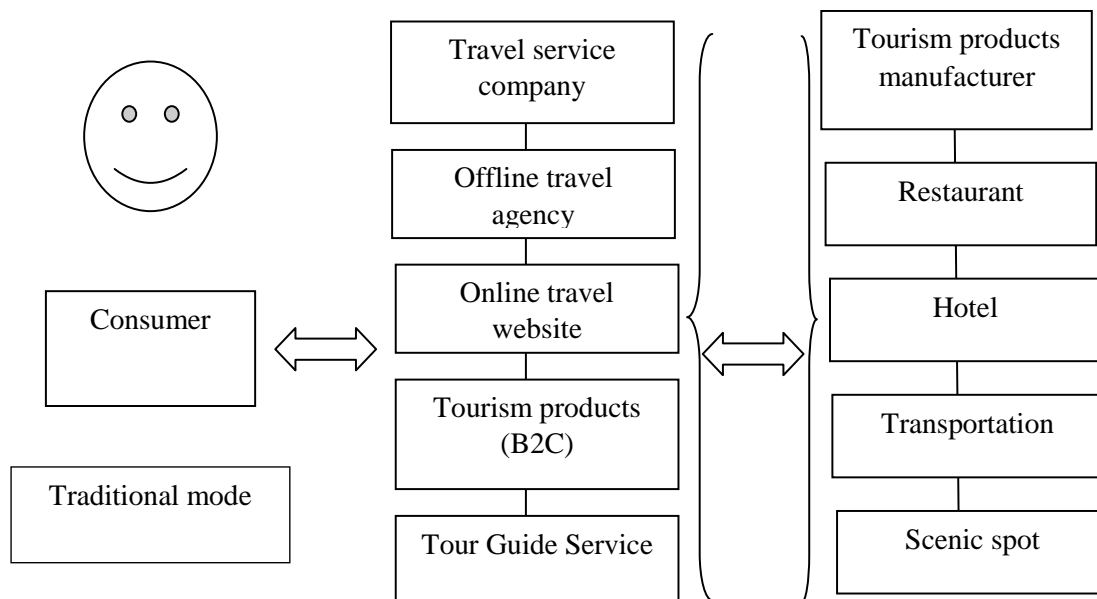 Consumer
Traditional mode
Travel service
company
Offline travel
agency
Online travel
website
Tourism products
(B2C)
Tour Guide Service
Tourism products
manufacturer
Restaurant
Hotel
Transportation
Scenic spot